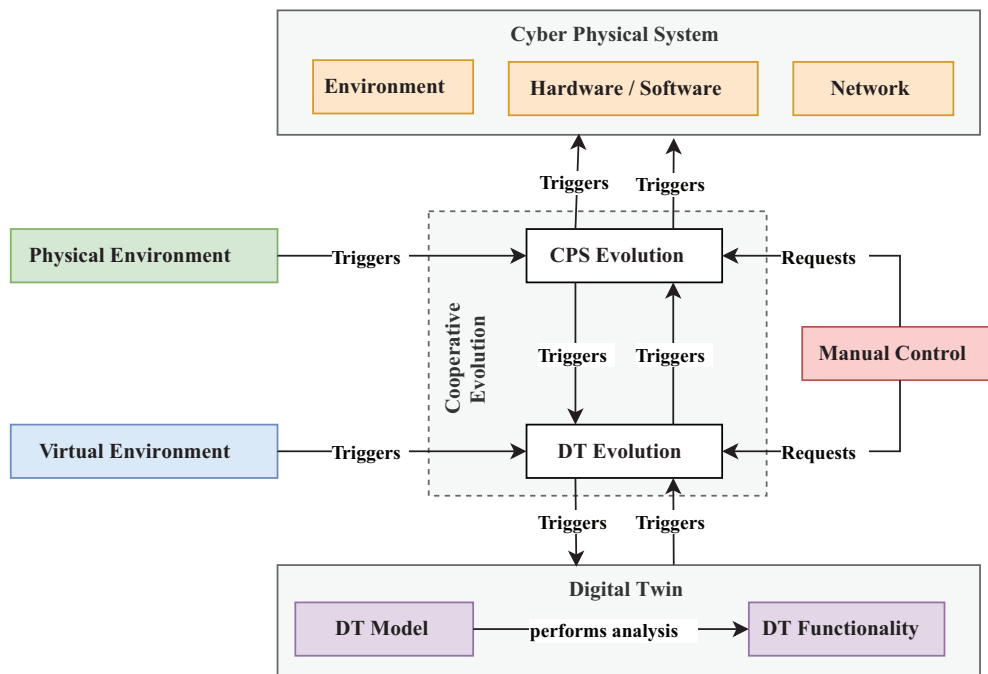 Cyber Physical System
Environment
Hardware / Software
Network
Triggers
Triggers
Physical Environment
Triggers
CPS Evolution
Requests
Cooperative
Evolution
Triggers
Triggers
Manual Control
Virtual Environment
Triggers
DT Evolution
Requests
Triggers
Triggers
Digital Twin
DT Model
performs analysis
DT Functionality